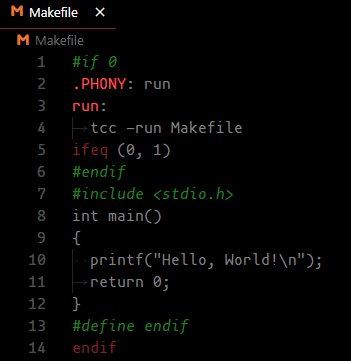 Makefile
Makefile
1 #if 0
2 .PHONY: run
3 run:
4 	tcc -run Makefile
5 ifeq (0, 1)
6 #endif
7 #include <stdio.h>
8 int main()
9 {
10   printf("Hello, World!\n");
11 	return 0;
12 }
13 #define endif
14 endif